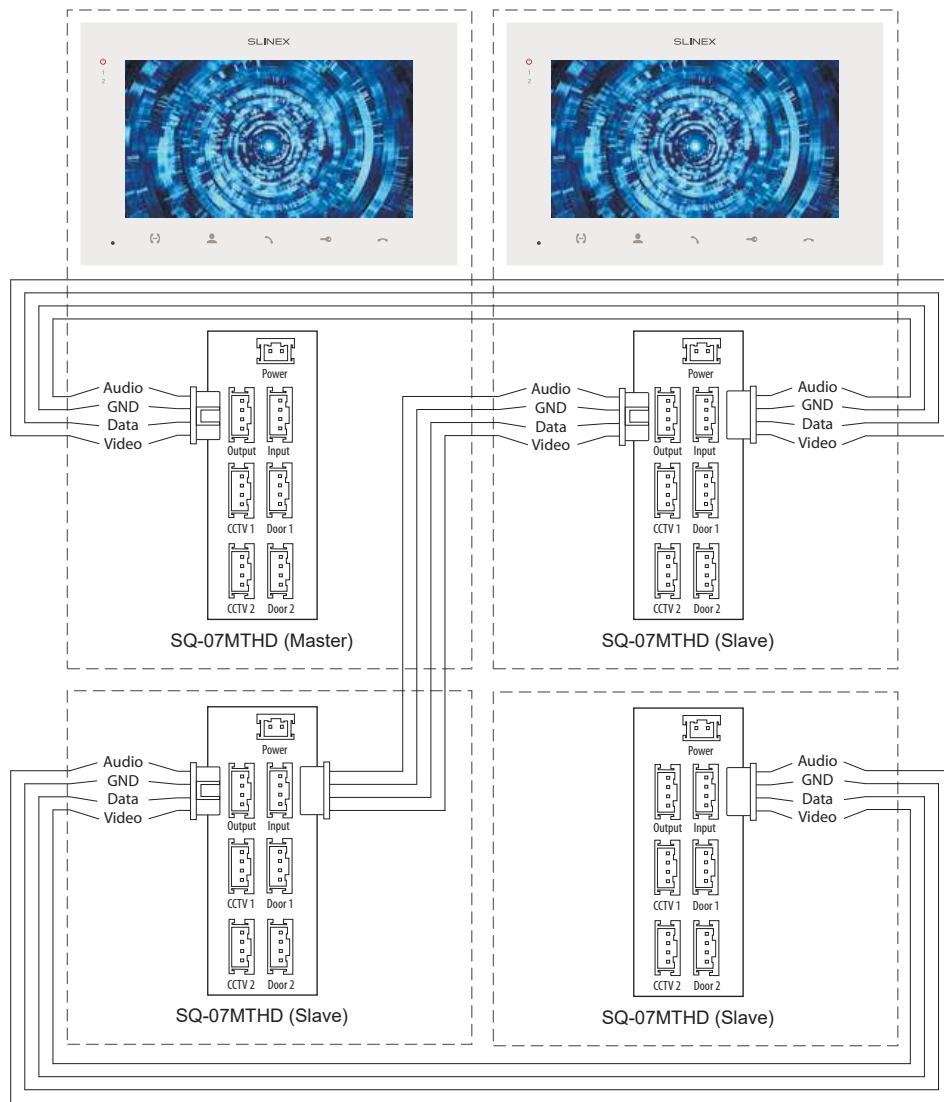 SLINEX
1
2
SLINEX
1
2
Power
Audio
GND
Data
Video
Output Input
CCTV 1 Door 1
CCTV 2 Door 2
SQ-07MTHD (Master)
Audio
GND
Data
Video
Power
Output Input
CCTV 1 Door 1
CCTV 2 Door 2
Audio
GND
Data
Video
SQ-07MTHD (Slave)
Audio
GND
Data
Video
Power
Output Input
CCTV 1 Door 1
CCTV 2 Door 2
SQ-07MTHD (Slave)
Power
Output Input
CCTV 1 Door 1
CCTV 2 Door 2
Audio
GND
Data
Video
SQ-07MTHD (Slave)